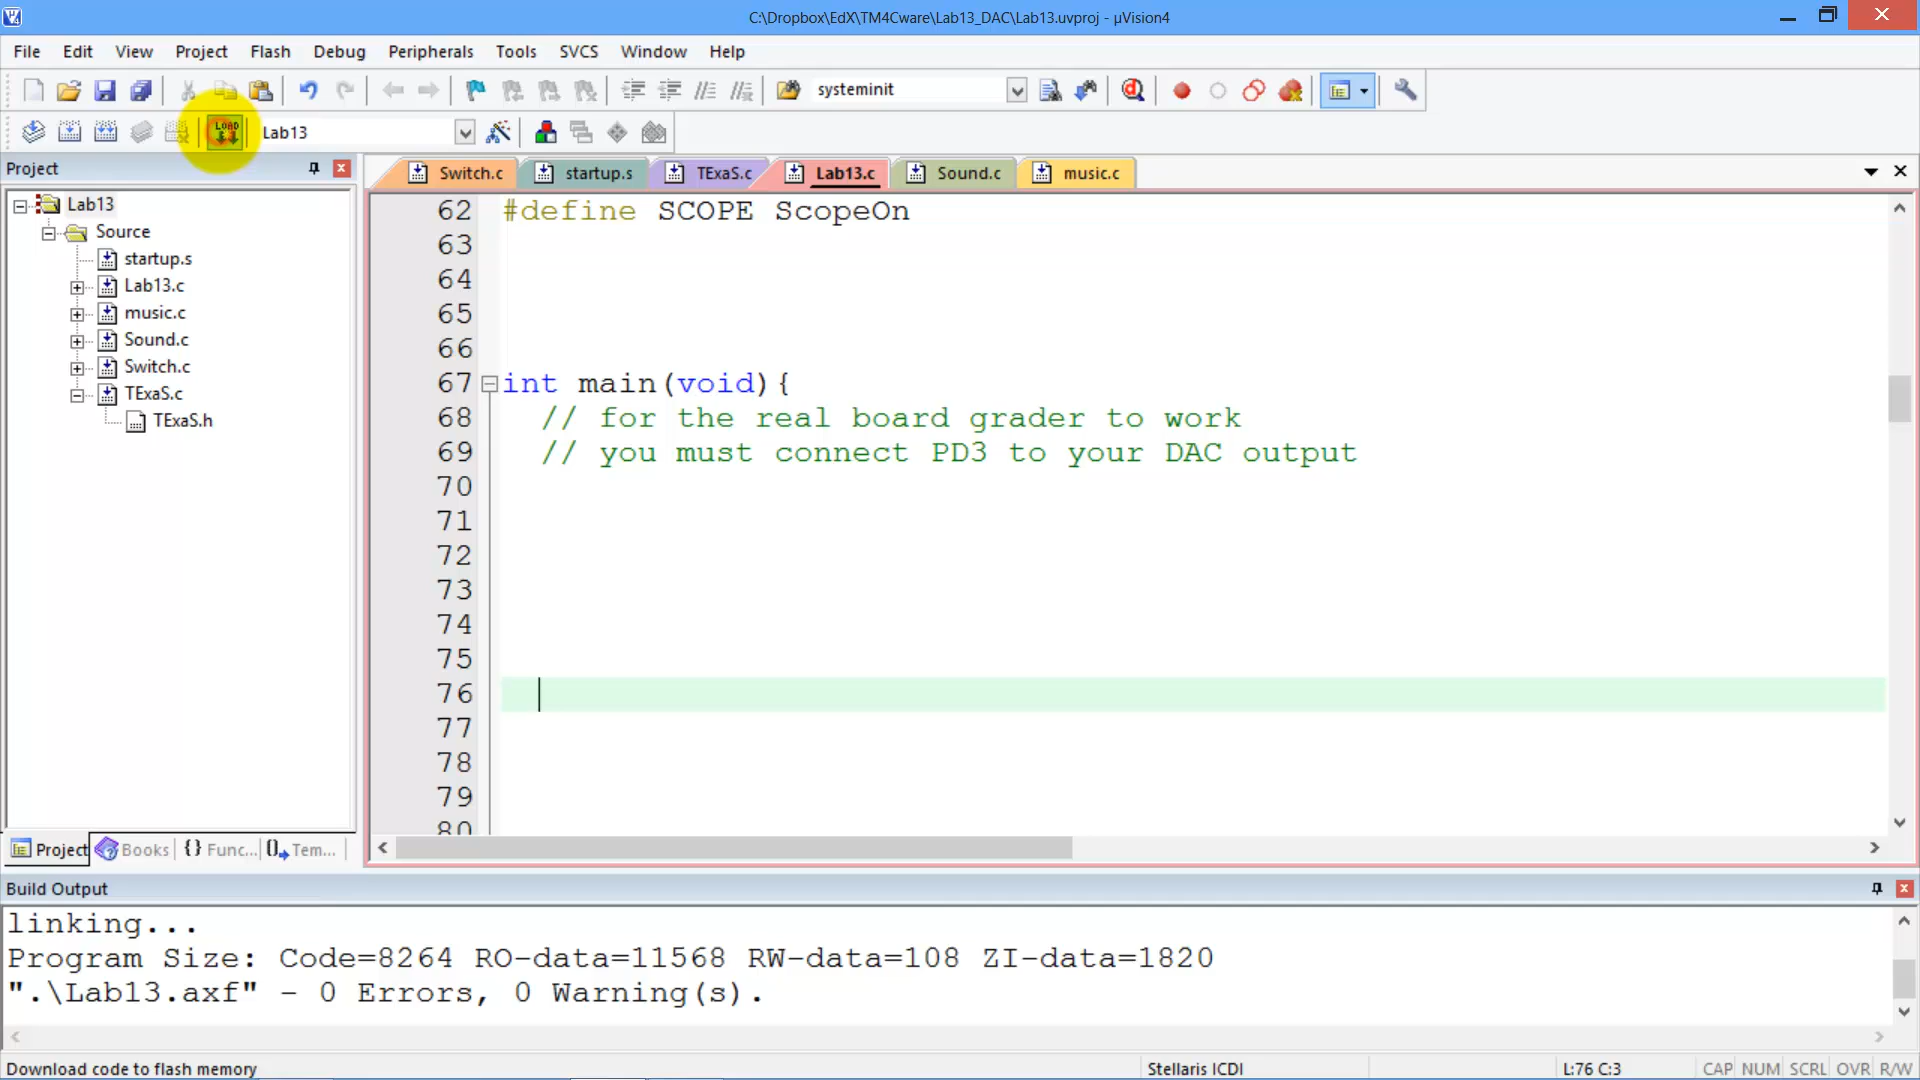 C:\Dropbox\EdX\TM4Cware\Lab13_DAC\Lab13.uvproj - µVision4
File Edit View Project Flash Debug Peripherals Tools SVCS Window Help
systeminit
LOAD Lab13
Project
Switch.c startup.s TExaS.c Lab13.c Sound.c music.c
Lab13
Source
startup.s
Lab13.c
music.c
Sound.c
Switch.c
TExaS.c
TExaS.h
62 #define SCOPE ScopeOn
63
64
65
66
67 int main(void){
68 // for the real board grader to work
69 // you must connect PD3 to your DAC output
70
71
72
73
74
75
76
77
78
79
80
Project Books {} Func... Tem...
Build Output
linking...
Program Size: Code=8264 RO-data=11568 RW-data=108 ZI-data=1820
".\Lab13.axf" - 0 Errors, 0 Warning(s).
Download code to flash memory Stellaris ICDI L:76 C:3 CAP NUM SCRL OVR R/W